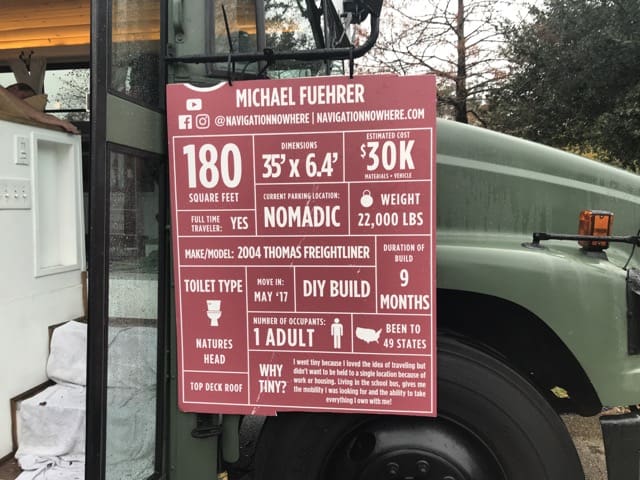 MICHAEL FUEHRER
@NAVIGATIONNOWHERE | NAVIGATIONNOWHERE.COM
180
SQUARE FEET
DIMENSIONS
35' x 6.4'
ESTIMATED COST
$30K
MATERIALS + VEHICLE
FULL TIME
TRAVELER: YES
CURRENT PARKING LOCATION:
NOMADIC
WEIGHT
22,000 LBS
MAKE/MODEL: 2004 THOMAS FREIGHTLINER
DURATION OF
BUILD
9
MONTHS
TOILET TYPE
NATURES
HEAD
MOVE IN:
MAY '17
DIY BUILD
NUMBER OF OCCUPANTS:
1 ADULT
BEEN TO
49 STATES
TOP DECK ROOF
WHY
TINY?
I went tiny because I loved the idea of traveling but
didn't want to be held to a single location because of
work or housing. Living in the school bus, gives me
the mobility I was looking for and the ability to take
everything I own with me!